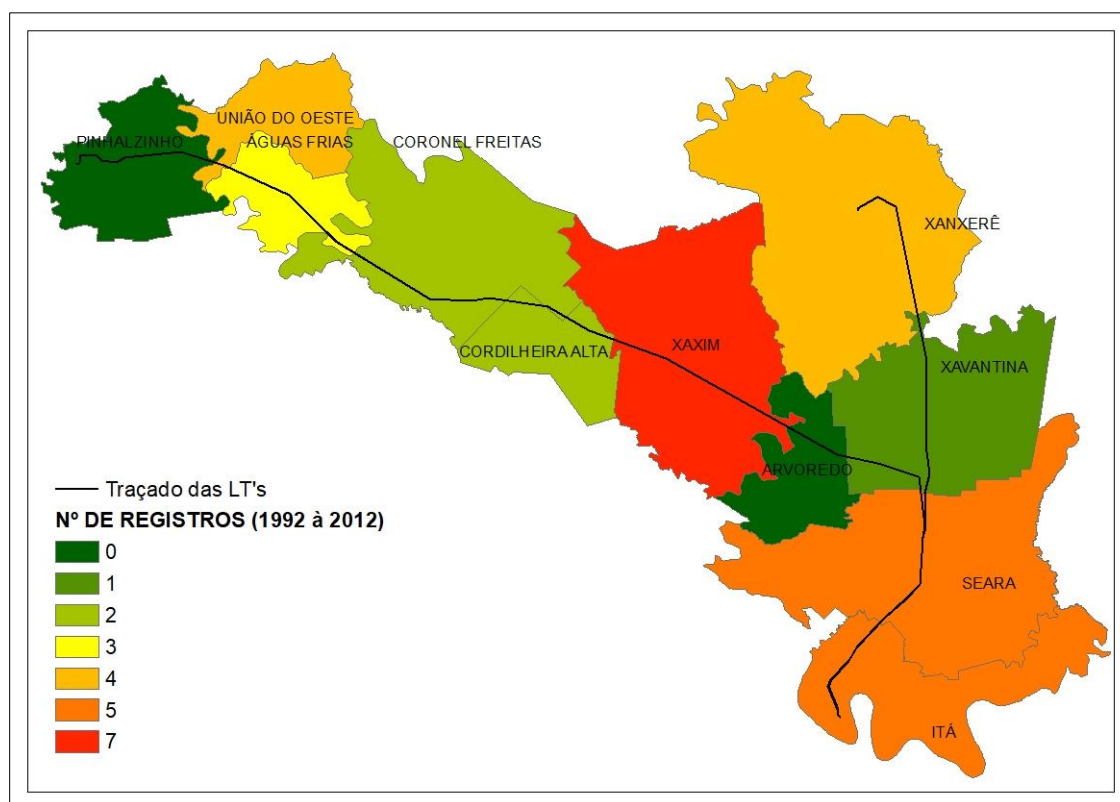 UNIÃO DO OESTE
PINHALZINHO
ÁGUAS FRIAS
CORONEL FREITAS
XANXERÊ
CORDILHEIRA ALTA
XAXIM
XAVANTINA
ARVOREDO
SEARA
ITÁ
Traçado das LT's
Nº DE REGISTROS (1992 à 2012)
0
1
2
3
4
5
7